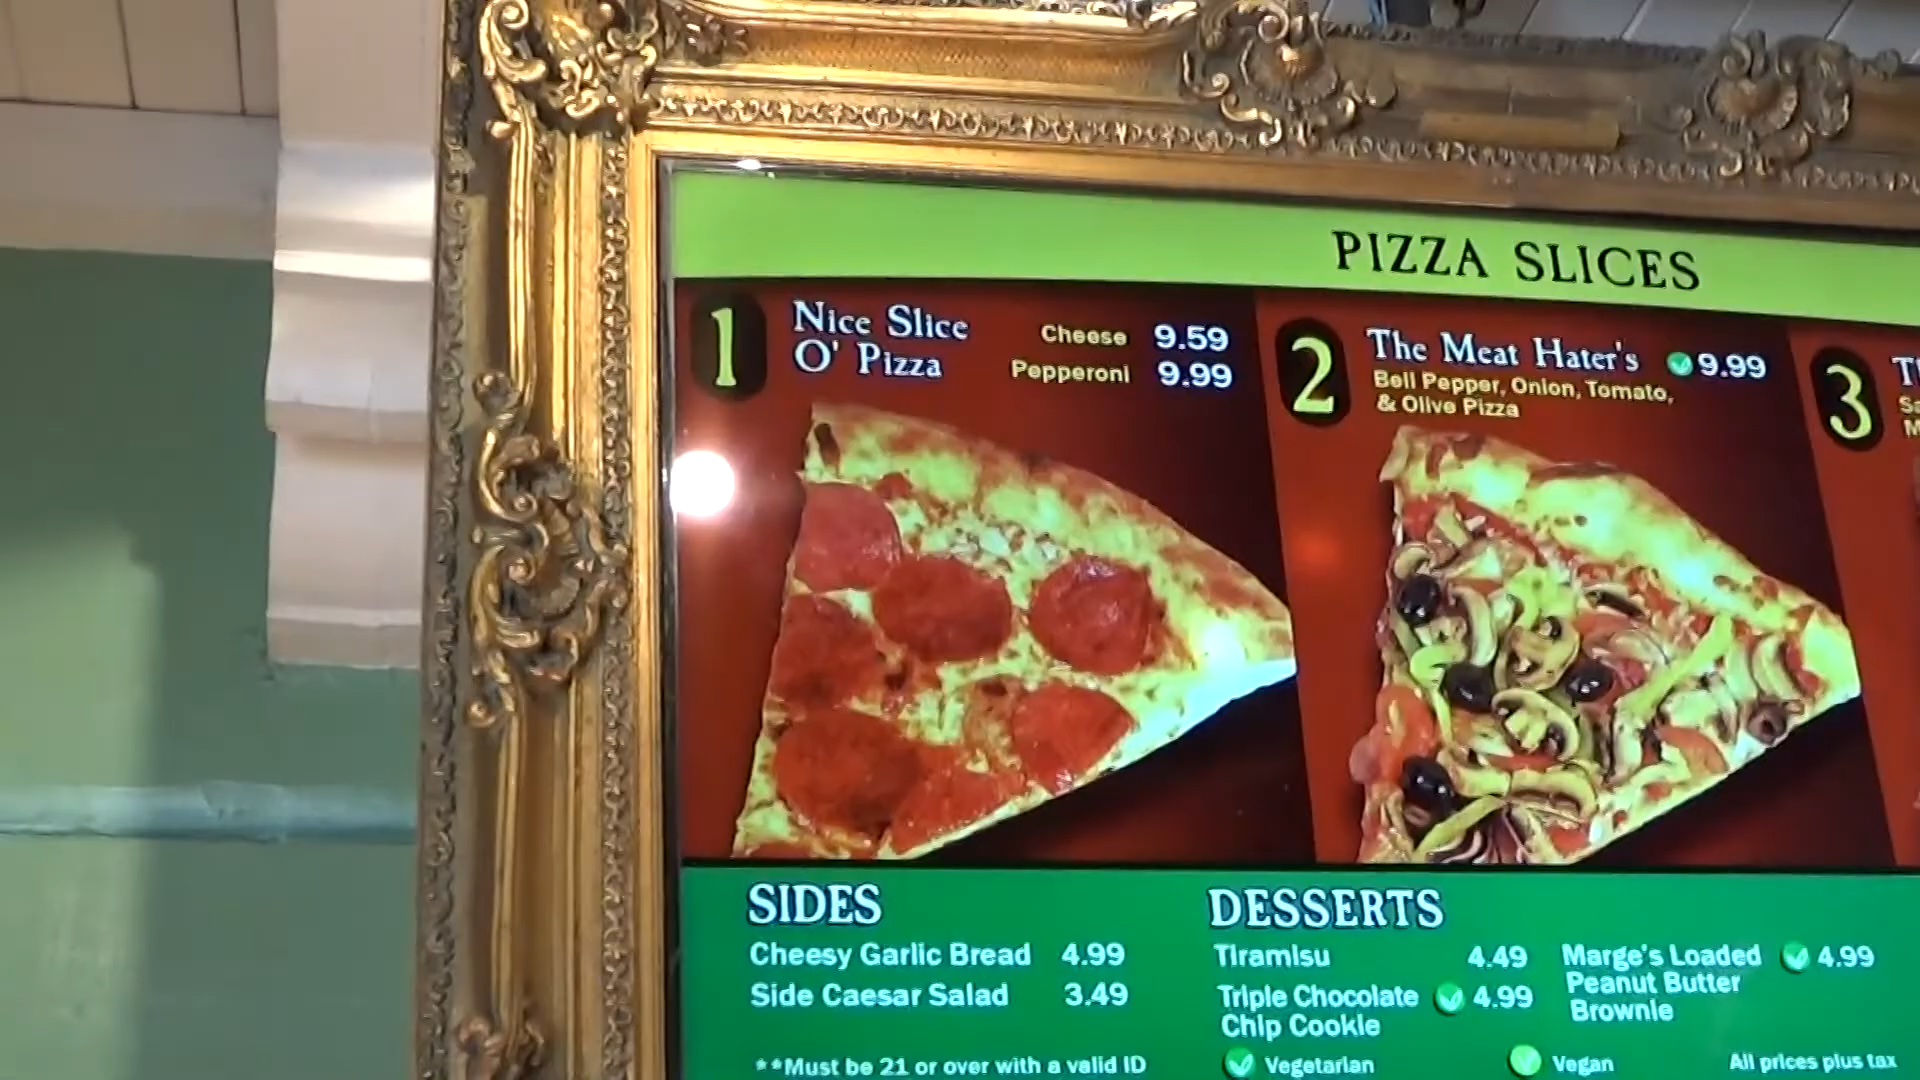 PIZZA SLICES
1 Nice Slice Cheese 9.59
O' Pizza Pepperoni 9.99
2 The Meat Hater's 9.99
Bell Pepper, Onion, Tomato,
& Olive Pizza
3
SIDES
Cheesy Garlic Bread 4.99
Side Caesar Salad 3.49
DESSERTS
Tiramisu 4.49
Triple Chocolate 4.99
Chip Cookie
Marge's Loaded 4.99
Peanut Butter
Brownie
**Must be 21 or over with a valid ID
Vegetarian
Vegan
All prices plus tax